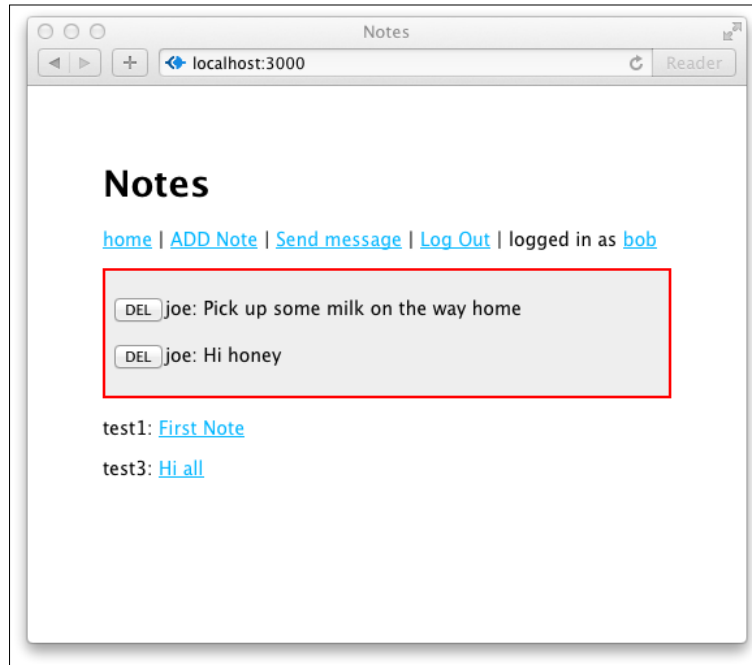 Notes
localhost:3000 Reader
Notes
home | ADD Note | Send message | Log Out | logged in as bob
DEL joe: Pick up some milk on the way home
DEL joe: Hi honey
test1: First Note
test3: Hi all